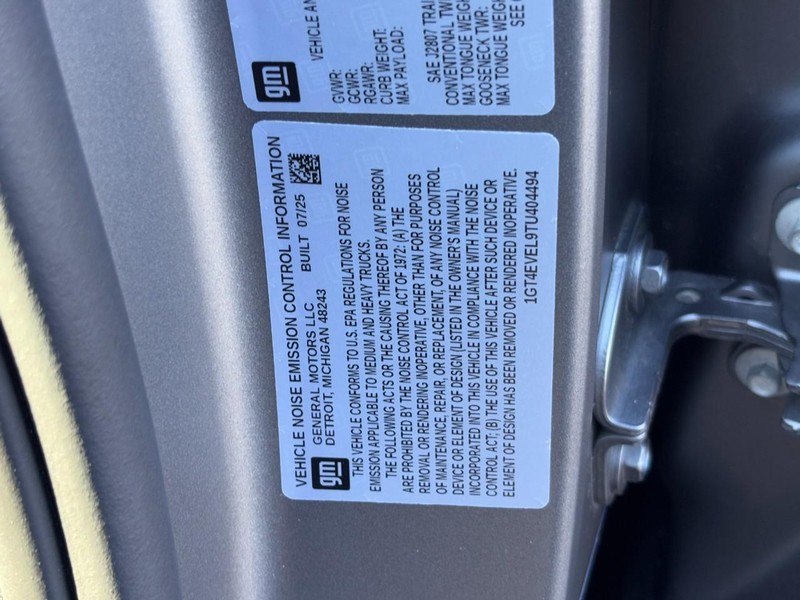 gm
VEHICLE
GVWR:
GCWR:
RGAWR:
CURB WEIGHT:
MAX PAYLOAD:
SAE J2807
CONVENTIONAL
MAX TONGUE
GOOSENECK TWR:
MAX TONGUE
SEE
VEHICLE NOISE EMISSION CONTROL INFORMATION
gm
GENERAL MOTORS LLC
DETROIT, MICHIGAN 48243 BUILT 07/25
THIS VEHICLE CONFORMS TO U.S. EPA REGULATIONS FOR NOISE
EMISSION APPLICABLE TO MEDIUM AND HEAVY TRUCKS.
THE FOLLOWING ACTS OR THE CAUSING THEREOF BY ANY PERSON
ARE PROHIBITED BY THE NOISE CONTROL ACT OF 1972: (A) THE
REMOVAL OR RENDERING INOPERATIVE, OTHER THAN FOR PURPOSES
OF MAINTENANCE, REPAIR, OR REPLACEMENT, OF ANY NOISE CONTROL
DEVICE OR ELEMENT OF DESIGN (LISTED IN THE OWNER'S MANUAL)
INCORPORATED INTO THIS VEHICLE IN COMPLIANCE WITH THE NOISE
CONTROL ACT; (B) THE USE OF THIS VEHICLE AFTER SUCH DEVICE OR
ELEMENT OF DESIGN HAS BEEN REMOVED OR RENDERED INOPERATIVE.
1GT4EVEL9TU404494